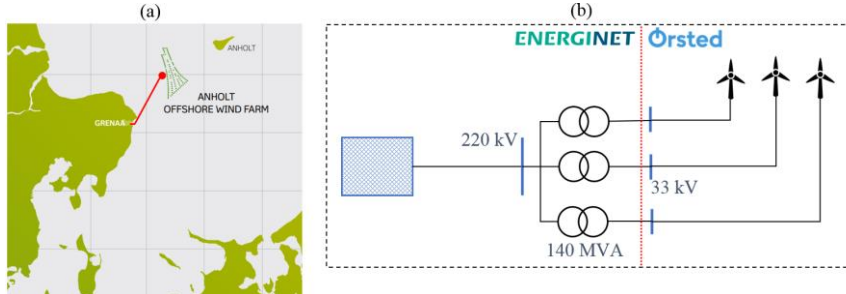 (a)
ANHOLT
ANHOLT
OFFSHORE WIND FARM
GRENAA
(b)
ENERGINET Ørsted
220 kV
33 kV
140 MVA